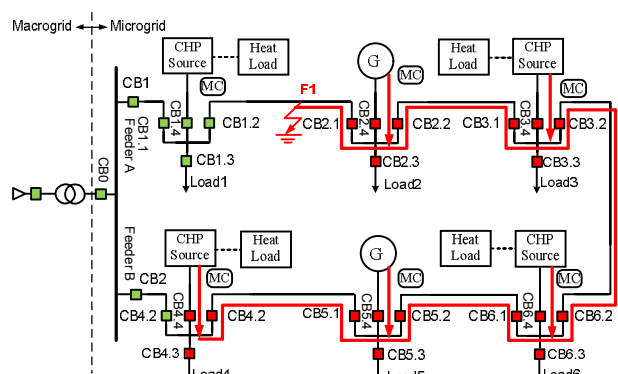 Macrogrid
Microgrid
CHP
Source
Heat
Load
G
Heat
Load
CHP
Source
CB1
MC
F1
MC
MC
CB1.1
CB1.4
CB1.2
CB2.1
CB2.4
CB2.2
CB3.1
CB3.4
CB3.2
Feeder A
CB1.3
CB2.3
CB3.3
CB0
Load1
Load2
Load3
Feeder B
CHP
Source
Heat
Load
G
Heat
Load
CHP
Source
CB2
MC
MC
MC
CB4.2
CB4.4
CB4.2
CB5.1
CB5.4
CB5.2
CB6.1
CB6.4
CB6.2
CB4.3
CB5.3
CB6.3
Load4
Load5
Load6